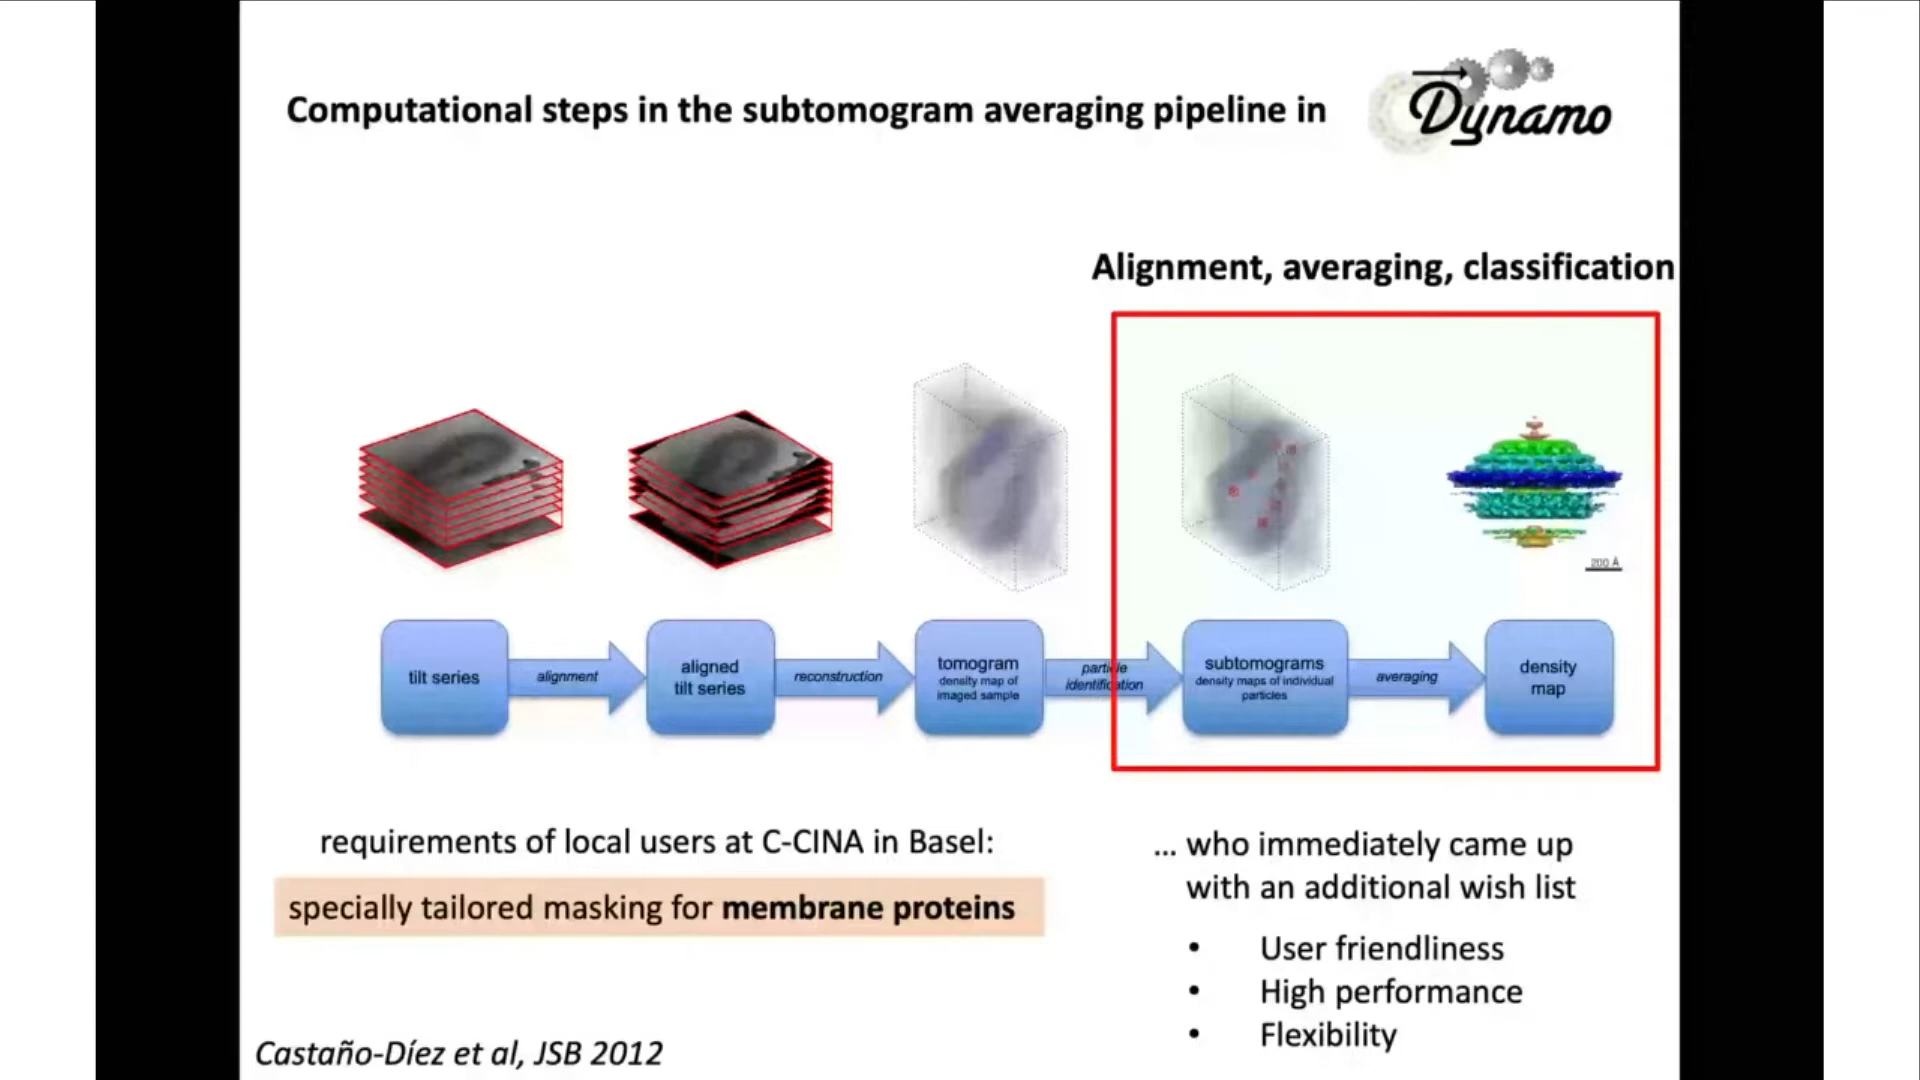 Computational steps in the subtomogram averaging pipeline in
Dynamo
Alignment, averaging, classification
200 Å
tilt series
alignment
aligned
tilt series
reconstruction
tomogram
density map of
imaged sample
particle
identification
subtomograms
density maps of individual
particles
averaging
density
map
requirements of local users at C-CINA in Basel:
specially tailored masking for membrane proteins
... who immediately came up
with an additional wish list
• User friendliness
• High performance
• Flexibility
Castaño-Díez et al, JSB 2012